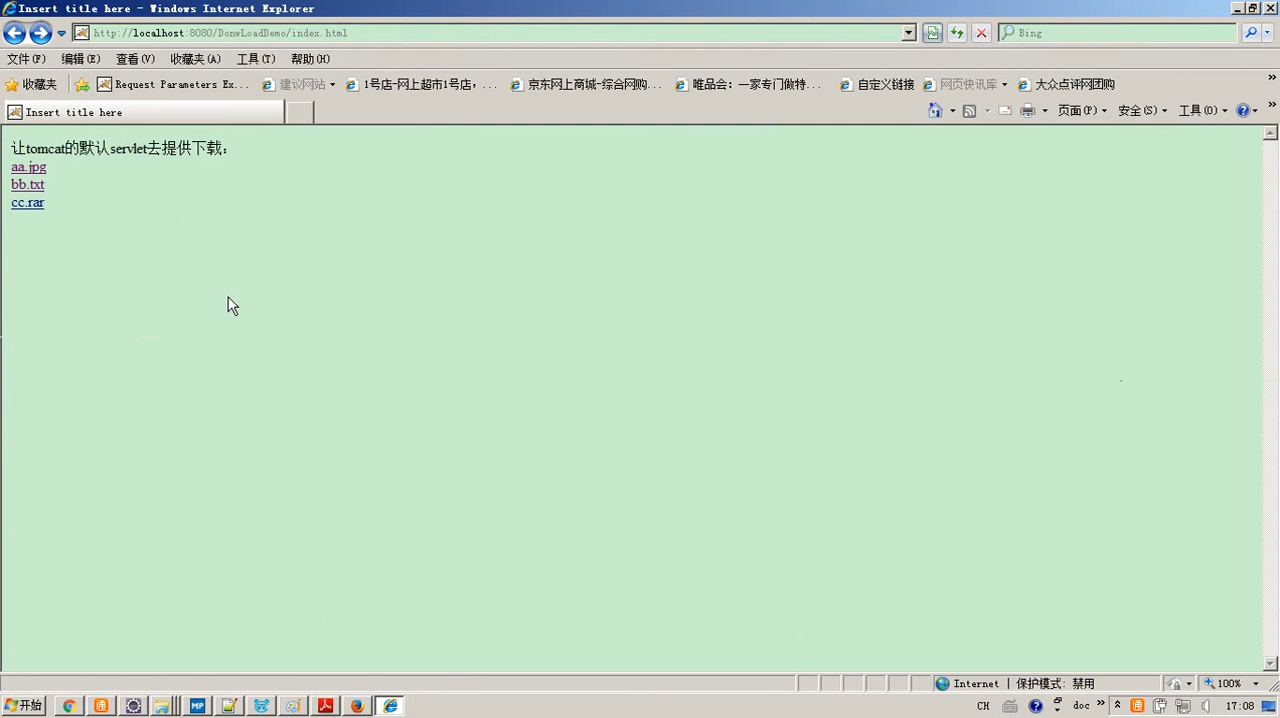 Insert title here - Windows Internet Explorer
http://localhost:8080/DonwLoadDemo/index.html
Bing
文件(F) 编辑(E) 查看(V) 收藏夹(A) 工具(T) 帮助(H)
收藏夹 Request Parameters Ex... 建议网站 1号店-网上超市1号店，... 京东网上商城-综合网购... 唯品会：一家专门做特... 自定义链接 网页快讯库 大众点评网团购
Insert title here
页面(P) 安全(S) 工具(O)
让tomcat的默认servlet去提供下载：
aa.jpg
bb.txt
cc.rar
Internet | 保护模式: 禁用
100%
开始 MP CH doc 17:08